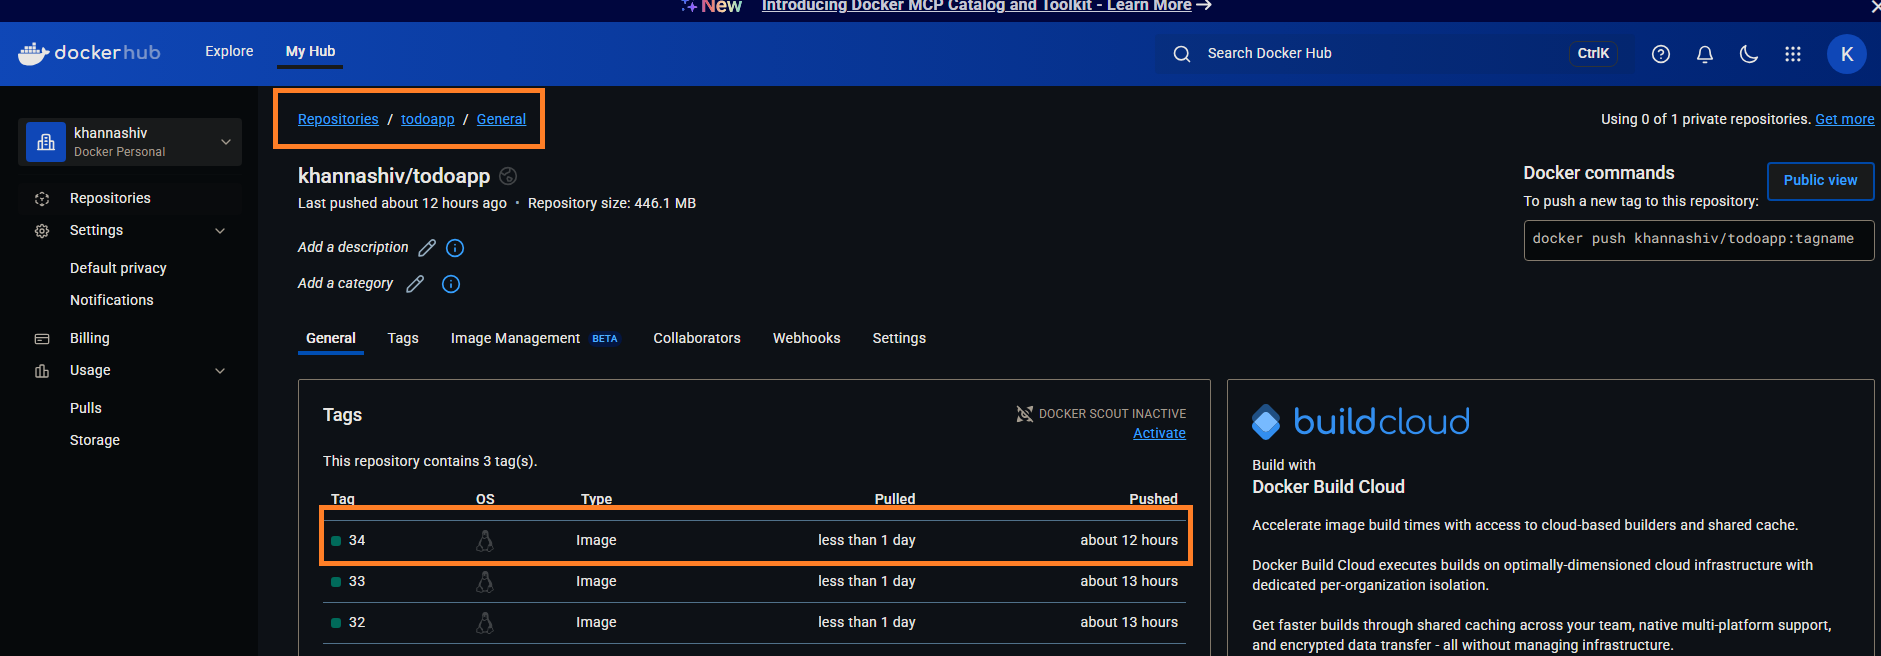 New Introducing Docker MCP Catalog and Toolkit - Learn More →
dockerhub Explore My Hub Search Docker Hub CtrlK K
khannashiv
Docker Personal
Repositories
Settings
Default privacy
Notifications
Billing
Usage
Pulls
Storage
Repositories / todoapp / General
Using 0 of 1 private repositories. Get more
khannashiv/todoapp
Last pushed about 12 hours ago · Repository size: 446.1 MB
Add a description
Add a category
Docker commands
Public view
To push a new tag to this repository:
docker push khannashiv/todoapp:tagname
General Tags Image Management BETA Collaborators Webhooks Settings
Tags
DOCKER SCOUT INACTIVE
Activate
This repository contains 3 tag(s).
Tag OS Type Pulled Pushed
34 Image less than 1 day about 12 hours
33 Image less than 1 day about 13 hours
32 Image less than 1 day about 13 hours
buildcloud
Build with
Docker Build Cloud
Accelerate image build times with access to cloud-based builders and shared cache.
Docker Build Cloud executes builds on optimally-dimensioned cloud infrastructure with
dedicated per-organization isolation.
Get faster builds through shared caching across your team, native multi-platform support,
and encrypted data transfer - all without managing infrastructure.